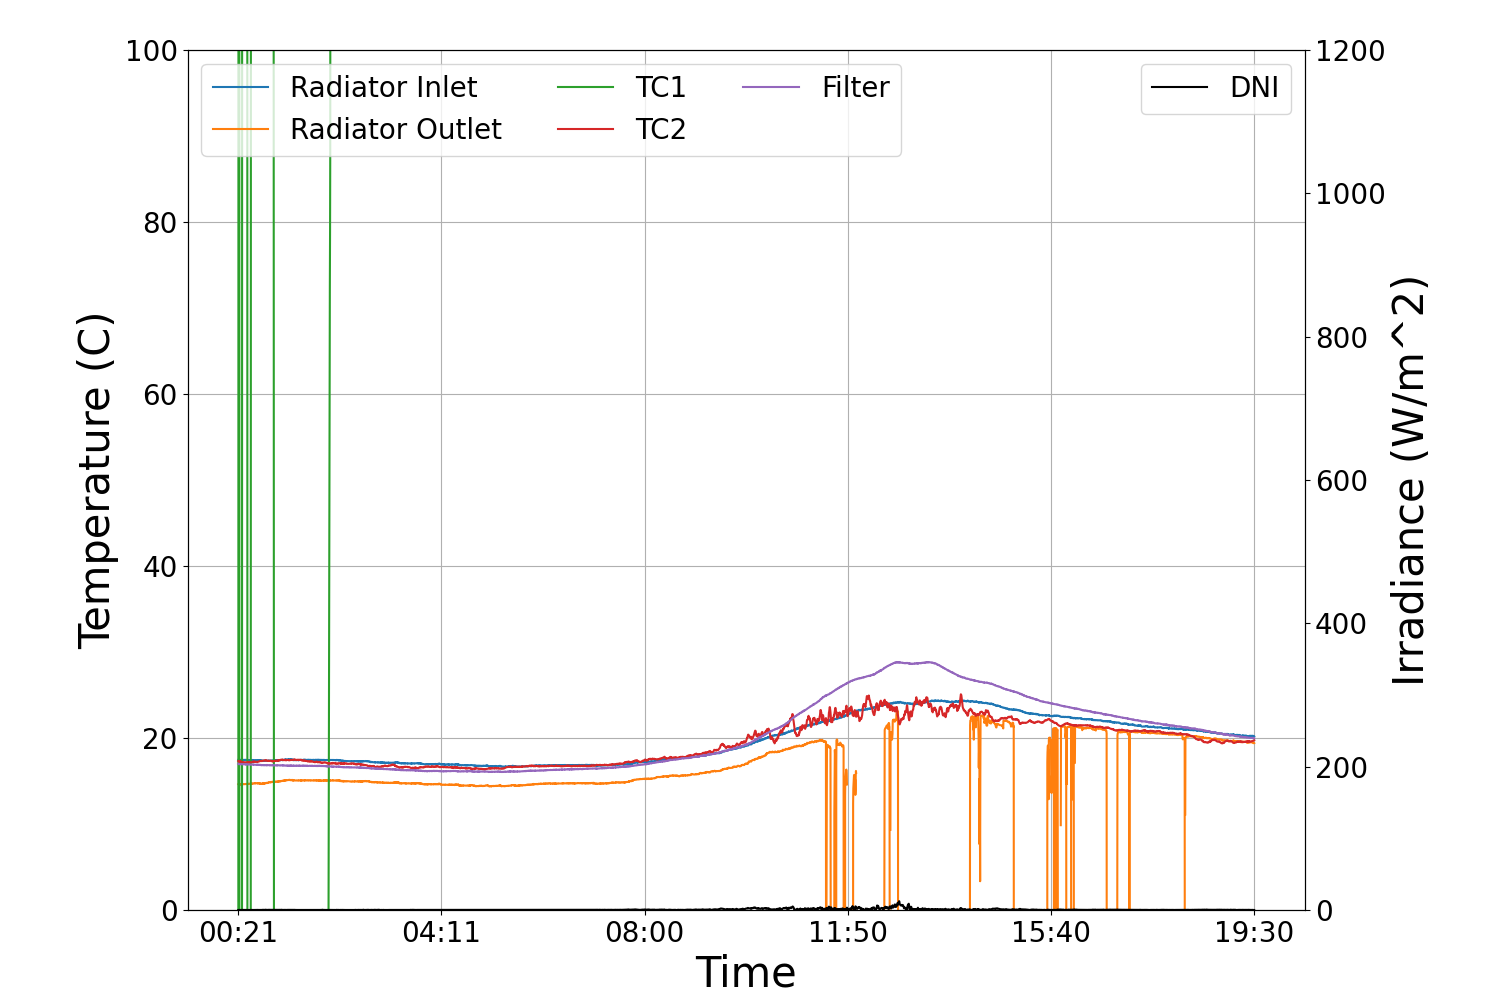 Radiator Inlet
Radiator Outlet
TC1
TC2
Filter
DNI
100
80
60
40
20
0
1200
1000
800
600
400
200
0
Temperature (C)
Irradiance (W/m^2)
00:21 04:11 08:00 11:50 15:40 19:30
Time